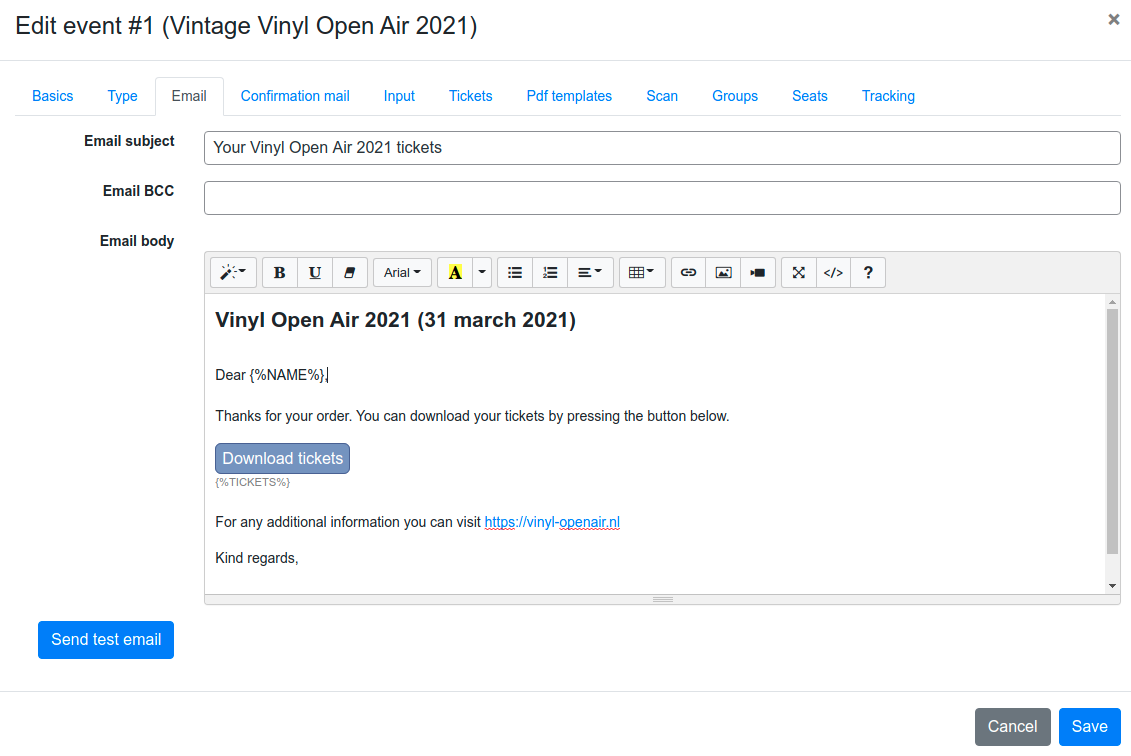 Edit event #1 (Vintage Vinyl Open Air 2021)
×
Basics Type Email Confirmation mail Input Tickets Pdf templates Scan Groups Seats Tracking
Email subject
Your Vinyl Open Air 2021 tickets
Email BCC
Email body
B U Arial A </> ?
Vinyl Open Air 2021 (31 march 2021)
Dear {%NAME%},
Thanks for your order. You can download your tickets by pressing the button below.
Download tickets
{%TICKETS%}
For any additional information you can visit https://vinyl-openair.nl
Kind regards,
Send test email
Cancel Save